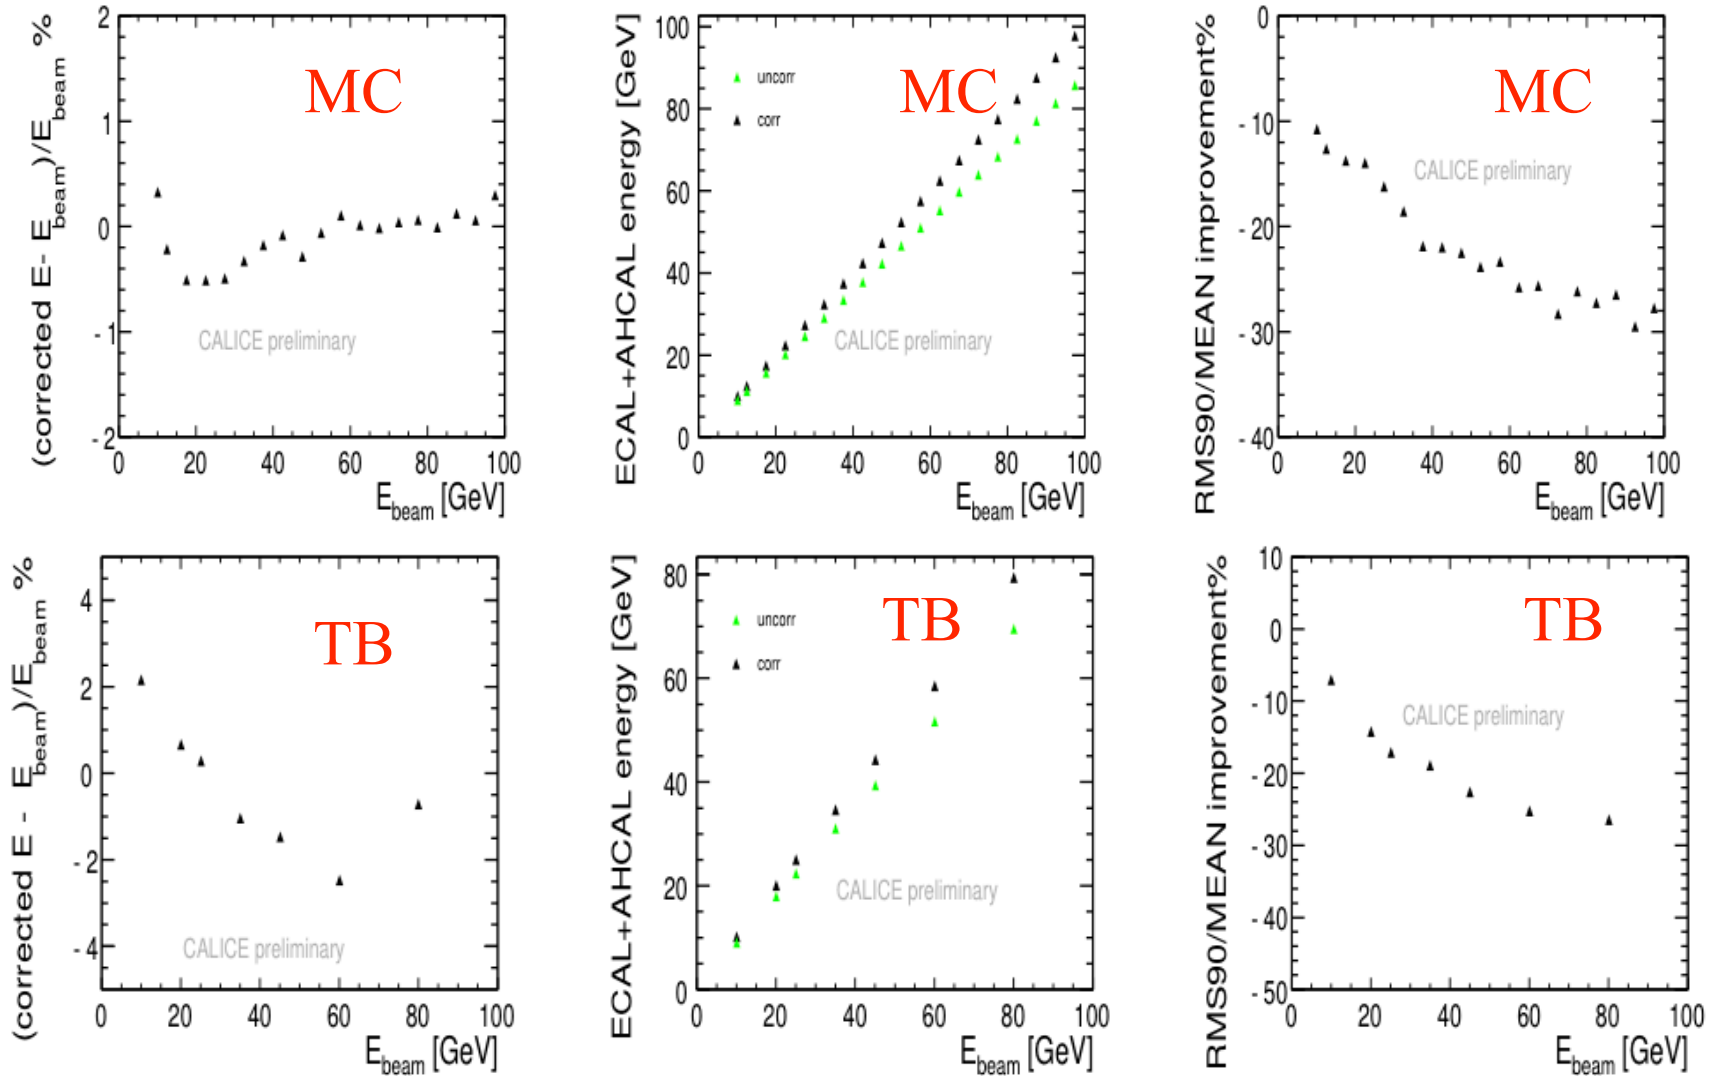 (corrected E- E_beam)/E_beam %
2
1
0
-1
-2
MC
CALICE preliminary
0 20 40 60 80 100
E_beam [GeV]
ECAL+AHCAL energy [GeV]
100
80
60
40
20
0
uncorr
corr
MC
CALICE preliminary
0 20 40 60 80 100
E_beam [GeV]
RMS90/MEAN improvement%
0
-10
-20
-30
-40
MC
CALICE preliminary
0 20 40 60 80 100
E_beam [GeV]
(corrected E - E_beam)/E_beam %
4
2
0
-2
-4
TB
CALICE preliminary
0 20 40 60 80 100
E_beam [GeV]
ECAL+AHCAL energy [GeV]
80
60
40
20
0
uncorr
corr
TB
CALICE preliminary
0 20 40 60 80 100
E_beam [GeV]
RMS90/MEAN improvement%
10
0
-10
-20
-30
-40
-50
TB
CALICE preliminary
0 20 40 60 80 100
E_beam [GeV]